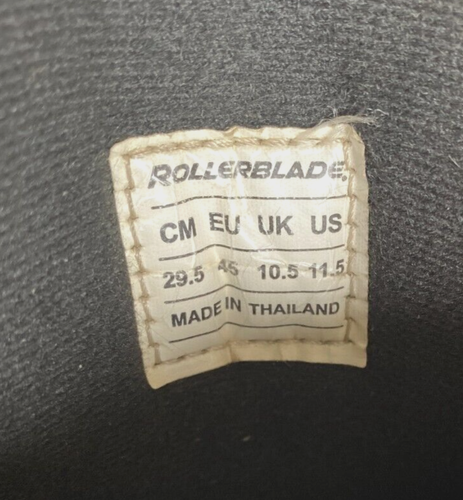 ROLLERBLADE
CM EU UK US
29.5 45 10.5 11.5
MADE IN THAILAND